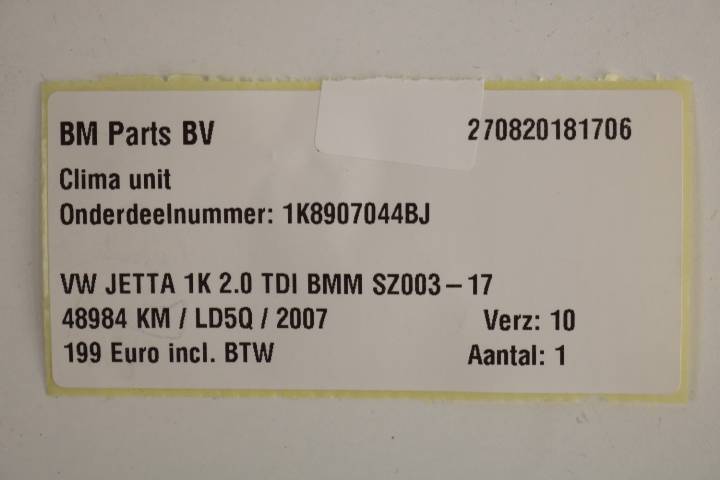 BM Parts BV 270820181706
Clima unit
Onderdeelnummer: 1K8907044BJ
VW JETTA 1K 2.0 TDI BMM SZ003-17
48984 KM / LD5Q / 2007 Verz: 10
199 Euro incl. BTW Aantal: 1